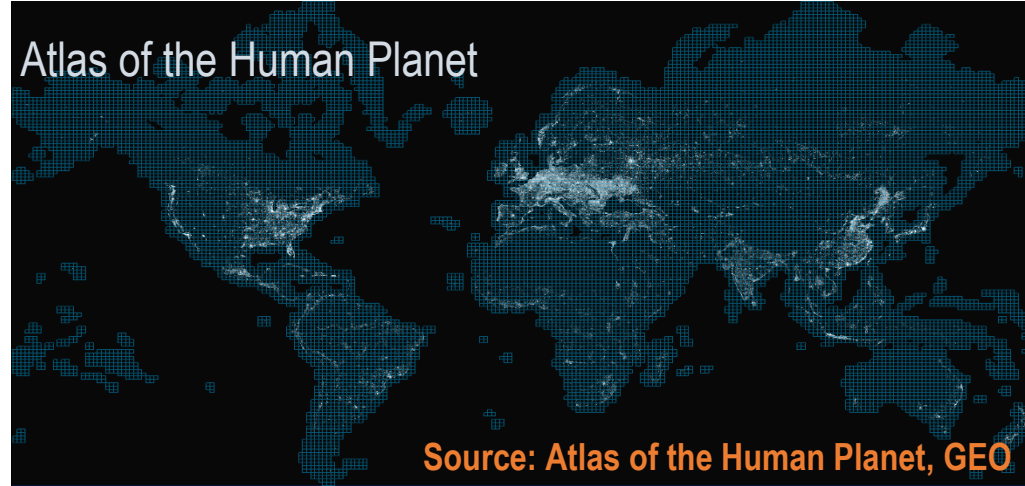 Atlas of the Human Planet
Source: Atlas of the Human Planet, GEO